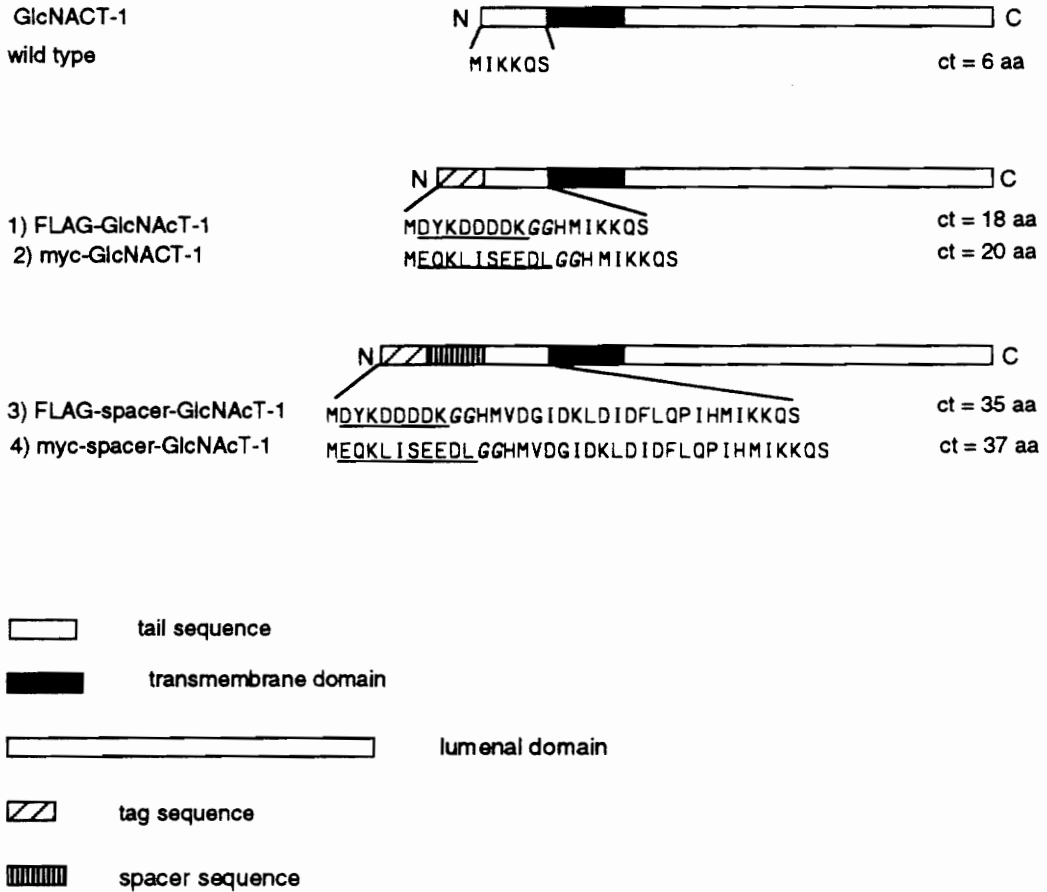 GlcNACT-1
N C
wild type
MIKKQS ct = 6 aa
N C
1) FLAG-GlcNAcT-1 MDYKDDDDKGGHMIKKQS ct = 18 aa
2) myc-GlcNACT-1 MEQKLISEEDLGGHMIKKQS ct = 20 aa
N C
3) FLAG-spacer-GlcNAcT-1 MDYKDDDDKGGHMVDGIDKLDIDFLQPIHMIKKQS ct = 35 aa
4) myc-spacer-GlcNAcT-1 MEQKLISEEDLGGHMVDGIDKLDIDFLQPIHMIKKQS ct = 37 aa
tail sequence
transmembrane domain
lumenal domain
tag sequence
spacer sequence